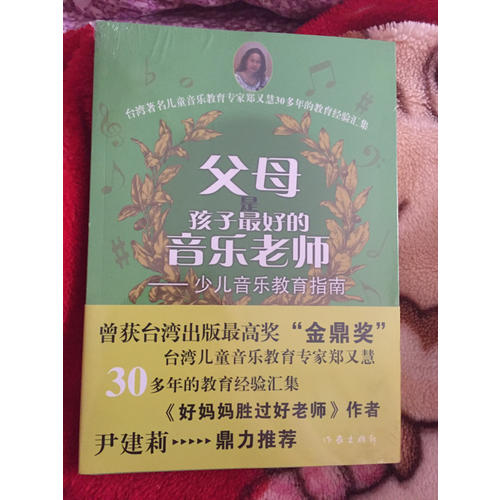 台湾著名儿童音乐教育专家郑又慧30多年的教育经验汇集
父母
是
孩子最好的
音乐老师
——少儿音乐教育指南
曾获台湾出版最高奖“金鼎奖”
台湾儿童音乐教育专家郑又慧
30多年的教育经验汇集
《好妈妈胜过好老师》作者
尹建莉▸▸▸▸▸鼎力推荐
作家出版社